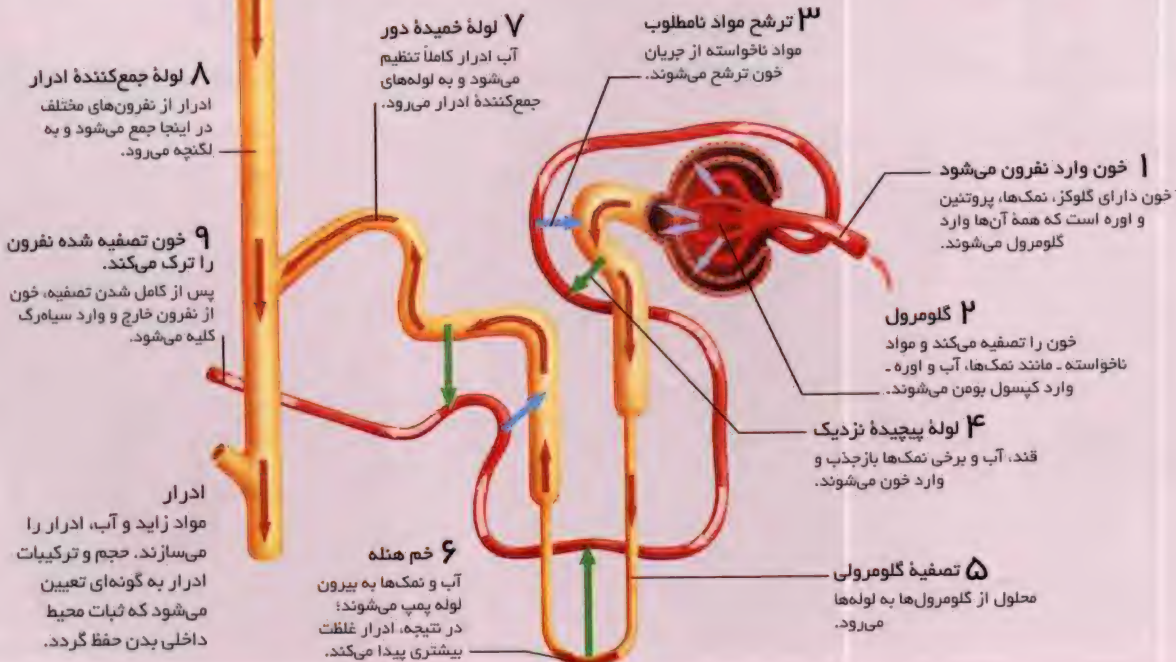 ۱ خون وارد نفرون می‌شود
خون دارای گلوکز، نمک‌ها، پروتئین
و اوره است که همهٔ آن‌ها وارد
گلومرول می‌شوند.
۲ گلومرول
خون را تصفیه می‌کند و مواد
ناخواسته ـ مانند نمک‌ها، آب و اوره ـ
وارد کپسول بومن می‌شوند.
۳ ترشح مواد نامطلوب
مواد ناخواسته از جریان
خون ترشح می‌شوند.
۴ لولهٔ پیچیدهٔ نزدیک
قند، آب و برخی نمک‌ها بازجذب و
وارد خون می‌شوند.
۵ تصفیهٔ گلومرولی
محلول از گلومرول‌ها به لوله‌ها
می‌رود.
۶ خم هنله
آب و نمک‌ها به بیرون
لوله پمپ می‌شوند؛
در نتیجه، ادرار غلظت
بیشتری پیدا می‌کند.
۷ لولهٔ خمیدهٔ دور
آب ادرار کاملاً تنظیم
می‌شود و به لوله‌های
جمع‌کنندهٔ ادرار می‌رود.
۸ لولهٔ جمع‌کنندهٔ ادرار
ادرار از نفرون‌های مختلف
در اینجا جمع می‌شود و به
لگنچه می‌رود.
۹ خون تصفیه شده نفرون
را ترک می‌کند.
پس از کامل شدن تصفیه، خون
از نفرون خارج و وارد سیاهرگ
کلیه می‌شود.
ادرار
مواد زاید و آب، ادرار را
می‌سازند. حجم و ترکیبات
ادرار به گونه‌ای تعیین
می‌شود که ثبات محیط
داخلی بدن حفظ گردد.